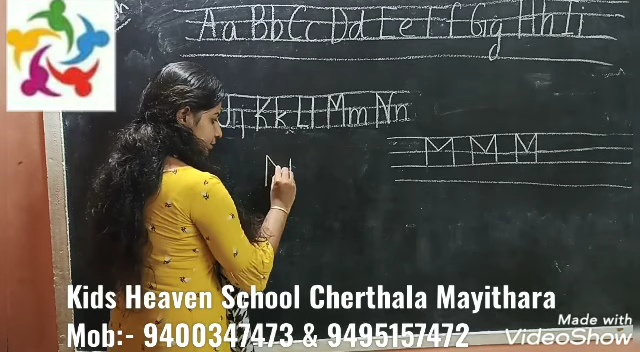 Aa Bb Cc Dd Ee Ff Gg Hh Ii
Jj Kk Ll Mm Nn
M M M
M
Kids Heaven School Cherthala Mayithara
Mob:- 9400347473 & 9495157472
Made with
VideoShow